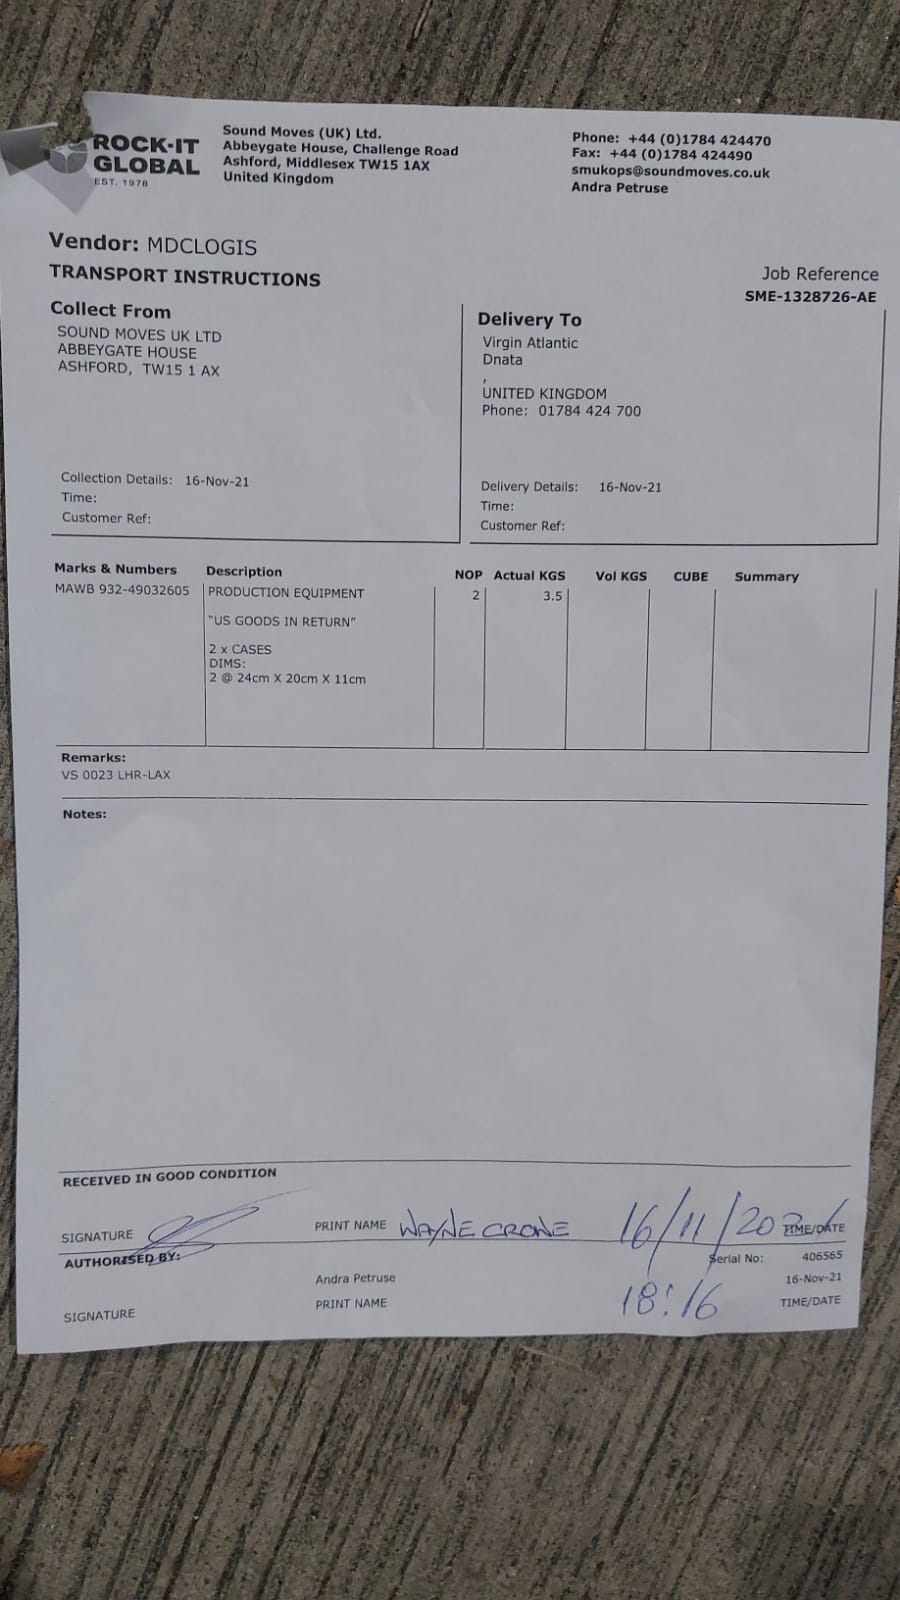 ROCK-IT
GLOBAL
EST. 1978
Sound Moves (UK) Ltd.
Abbeygate House, Challenge Road
Ashford, Middlesex TW15 1AX
United Kingdom
Phone: +44 (0)1784 424470
Fax: +44 (0)1784 424490
smukops@soundmoves.co.uk
Andra Petruse
Vendor: MDCLOGIS
TRANSPORT INSTRUCTIONS
Job Reference
SME-1328726-AE
Collect From
SOUND MOVES UK LTD
ABBEYGATE HOUSE
ASHFORD, TW15 1 AX
Collection Details: 16-Nov-21
Time:
Customer Ref:
Delivery To
Virgin Atlantic
Dnata
,
UNITED KINGDOM
Phone: 01784 424 700
Delivery Details: 16-Nov-21
Time:
Customer Ref:
Marks & Numbers Description NOP Actual KGS Vol KGS CUBE Summary
MAWB 932-49032605 PRODUCTION EQUIPMENT 2 3.5
"US GOODS IN RETURN"
2 x CASES
DIMS:
2 @ 24cm X 20cm X 11cm
Remarks:
VS 0023 LHR-LAX
Notes:
RECEIVED IN GOOD CONDITION
SIGNATURE PRINT NAME WAYNE CRONE 16/11/2021 TIME/DATE
AUTHORISED BY: Serial No: 406565
Andra Petruse 16-Nov-21
SIGNATURE PRINT NAME 18:16 TIME/DATE